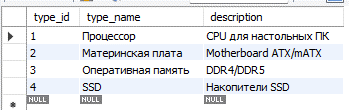 type_id type_name description
1 Процессор CPU для настольных ПК
2 Материнская плата Motherboard ATX/mATX
3 Оперативная память DDR4/DDR5
4 SSD Накопители SSD
NULL NULL NULL